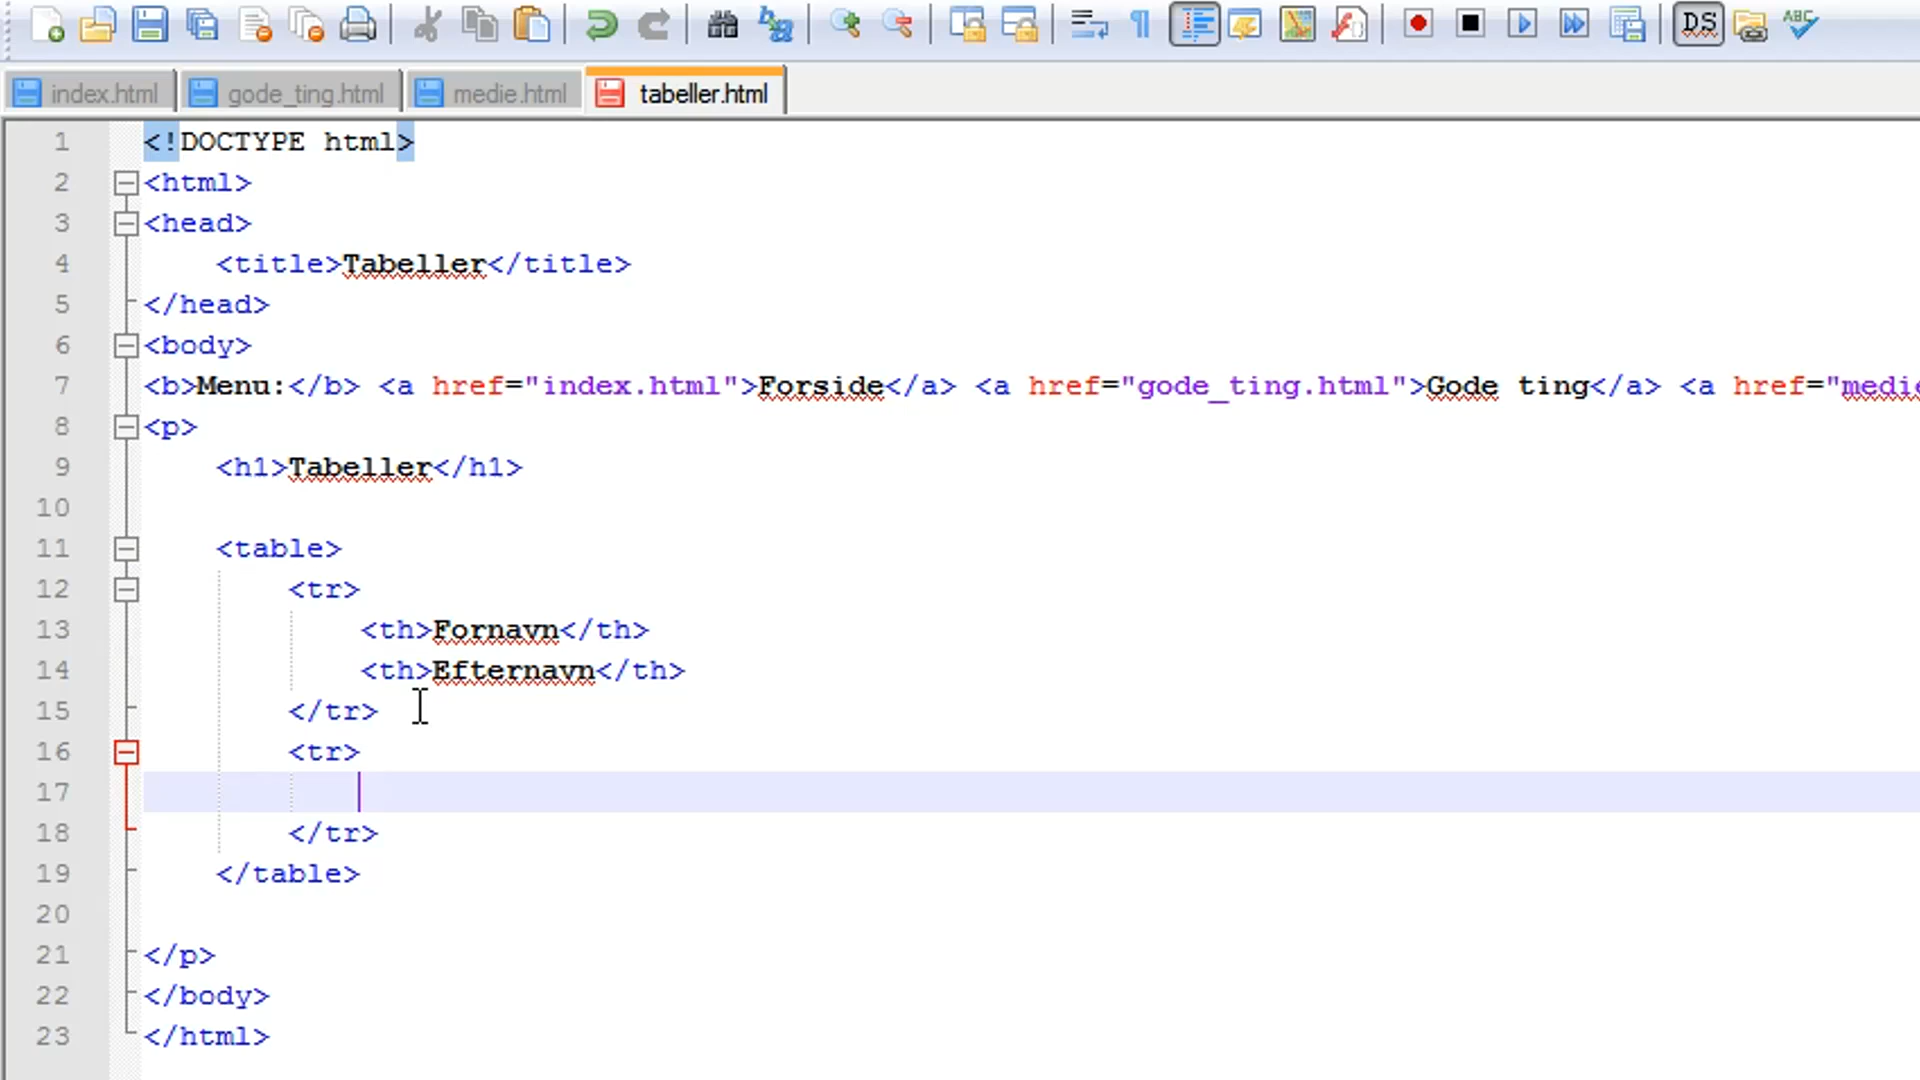 DS ABC
index.html gode_ting.html medie.html tabeller.html
1 <!DOCTYPE html>
2 <html>
3 <head>
4 <title>Tabeller</title>
5 </head>
6 <body>
7 <b>Menu:</b> <a href="index.html">Forside</a> <a href="gode_ting.html">Gode ting</a> <a href="medie
8 <p>
9 <h1>Tabeller</h1>
10
11 <table>
12 <tr>
13 <th>Fornavn</th>
14 <th>Efternavn</th>
15 </tr>
16 <tr>
17
18 </tr>
19 </table>
20
21 </p>
22 </body>
23 </html>